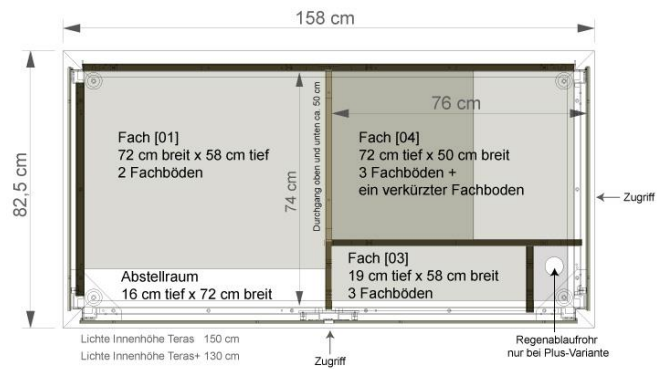 158 cm
82,5 cm
Fach [01]
72 cm breit x 58 cm tief
2 Fachböden
74 cm
Durchgang oben und unten ca. 50 cm
76 cm
Fach [04]
72 cm tief x 50 cm breit
3 Fachböden +
ein verkürzter Fachboden
Zugriff
Abstellraum
16 cm tief x 72 cm breit
Fach [03]
19 cm tief x 58 cm breit
3 Fachböden
Lichte Innenhöhe Teras 150 cm
Lichte Innenhöhe Teras+ 130 cm
Zugriff
Regenablaufrohr
nur bei Plus-Variante